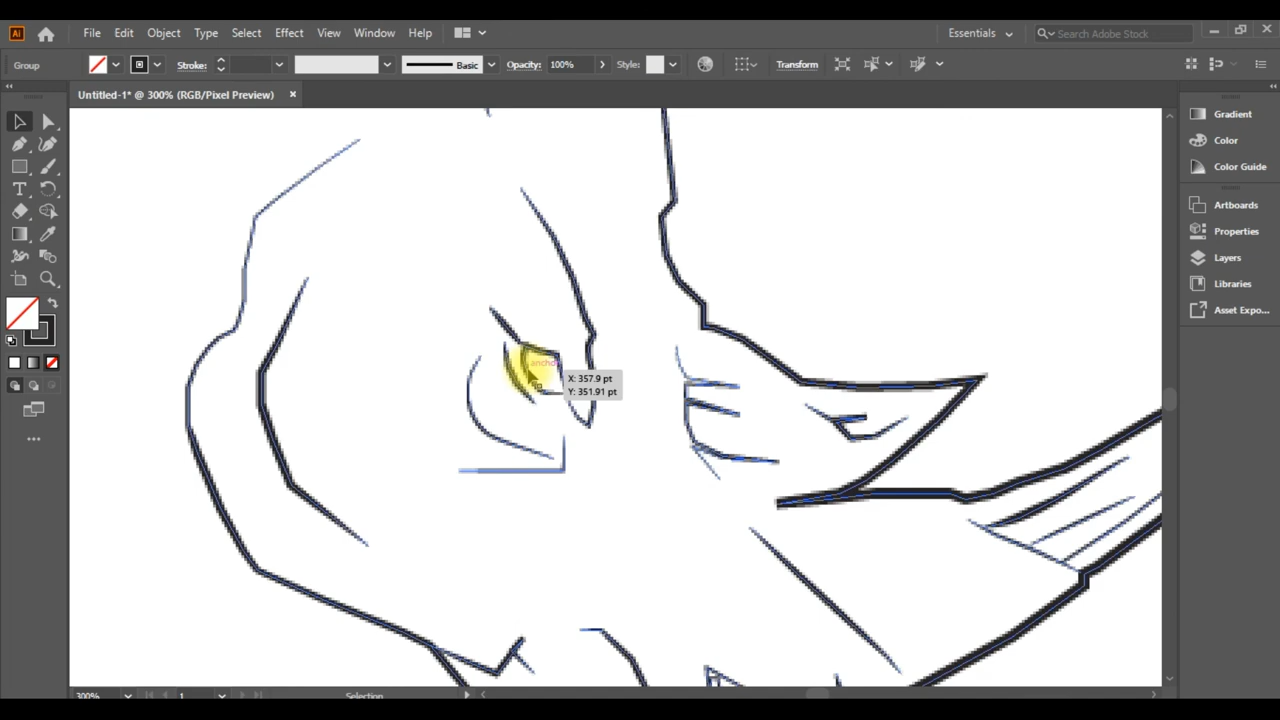 Ai
File Edit Object Type Select Effect View Window Help
Essentials
Search Adobe Stock
Group
Stroke:
Basic
Opacity: 100%
Style:
Transform
Untitled-1* @ 300% (RGB/Pixel Preview) ×
Gradient
Color
Color Guide
Artboards
Properties
Layers
Libraries
Asset Expo...
anchor
X: 357.9 pt
Y: 351.91 pt
300%
1
Selection